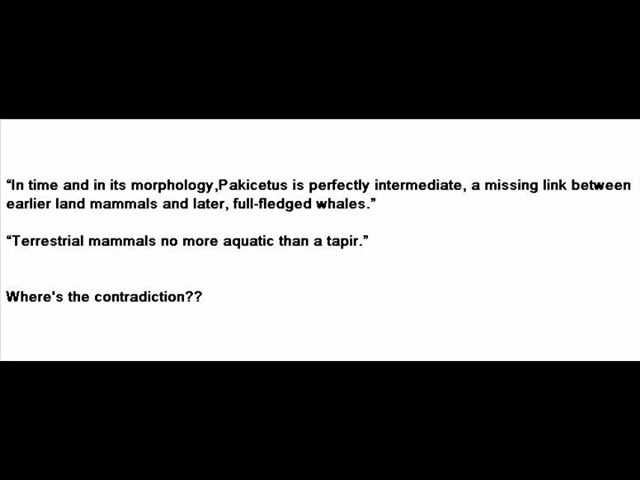 “In time and in its morphology,Pakicetus is perfectly intermediate, a missing link between
earlier land mammals and later, full-fledged whales.”
“Terrestrial mammals no more aquatic than a tapir.”
Where's the contradiction??